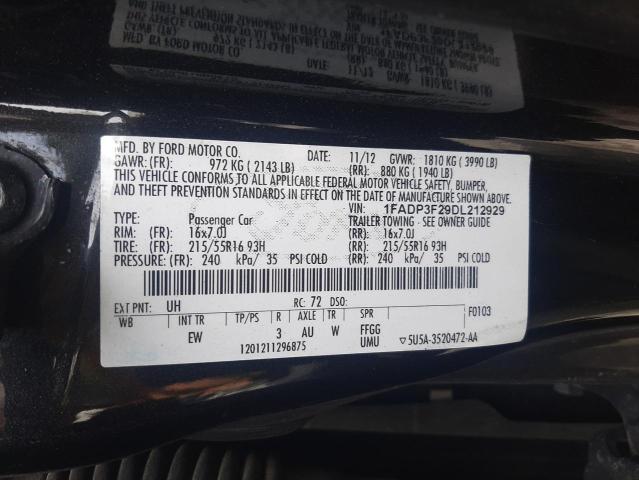 MFD. BY FORD MOTOR CO. DATE: 11/12 GVWR: 1810 KG ( 3990 LB)
GAWR: (FR): 972 KG ( 2143 LB) (RR): 880 KG ( 1940 LB)
THIS VEHICLE CONFORMS TO ALL APPLICABLE FEDERAL MOTOR VEHICLE SAFETY, BUMPER,
AND THEFT PREVENTION STANDARDS IN EFFECT ON THE DATE OF MANUFACTURE SHOWN ABOVE.
VIN: 1FADP3F29DL212929
TYPE: Passenger Car TRAILER TOWING - SEE OWNER GUIDE
RIM: (FR): 16x7.0J (RR): 16x7.0J
TIRE: (FR): 215/55R16 93H (RR): 215/55R16 93H
PRESSURE: (FR): 240 kPa/ 35 PSI COLD (RR): 240 kPa/ 35 PSI COLD
EXT PNT: UH RC: 72 DSO: F0103
WB INT TR TP/PS R AXLE TR SPR
EW 3 AU W FFGG
1201211296875 UMU ▽5U5A-3520472-AA